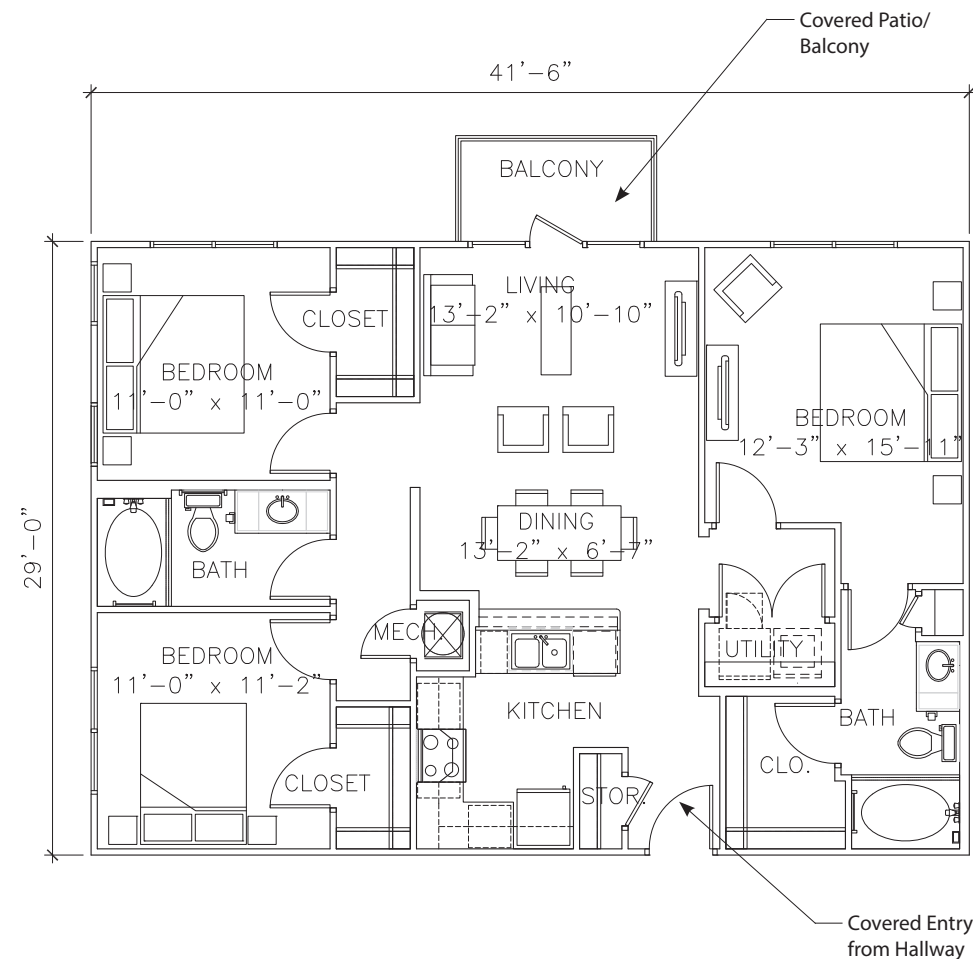 Covered Patio/
Balcony
41'-6"
BALCONY
LIVING
13'-2" x 10'-10"
CLOSET
BEDROOM
11'-0" x 11'-0"
BEDROOM
12'-3" x 15'-11"
29'-0"
DINING
13'-2" x 6'-7"
BATH
MECH.
UTILITY
BEDROOM
11'-0" x 11'-2"
KITCHEN
BATH
CLO.
CLOSET
STOR.
Covered Entry
from Hallway